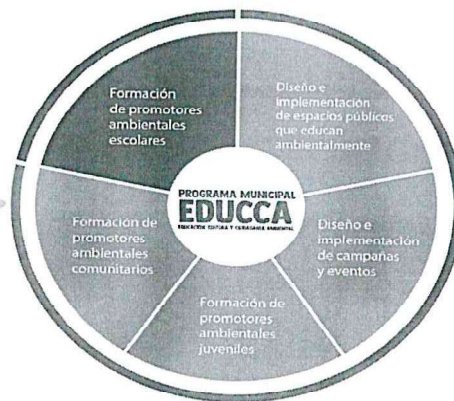 Formación
de promotores
ambientales
escolares
Diseño e
implementación
de espacios públicos
que educan
ambientalmente
Formación de
promotores
ambientales
comunitarios
PROGRAMA MUNICIPAL
EDUCCA
EDUCACIÓN, CULTURA Y CIUDADANÍA AMBIENTAL
Diseño e
implementación
de campañas
y eventos
Formación de
promotores
ambientales
juveniles